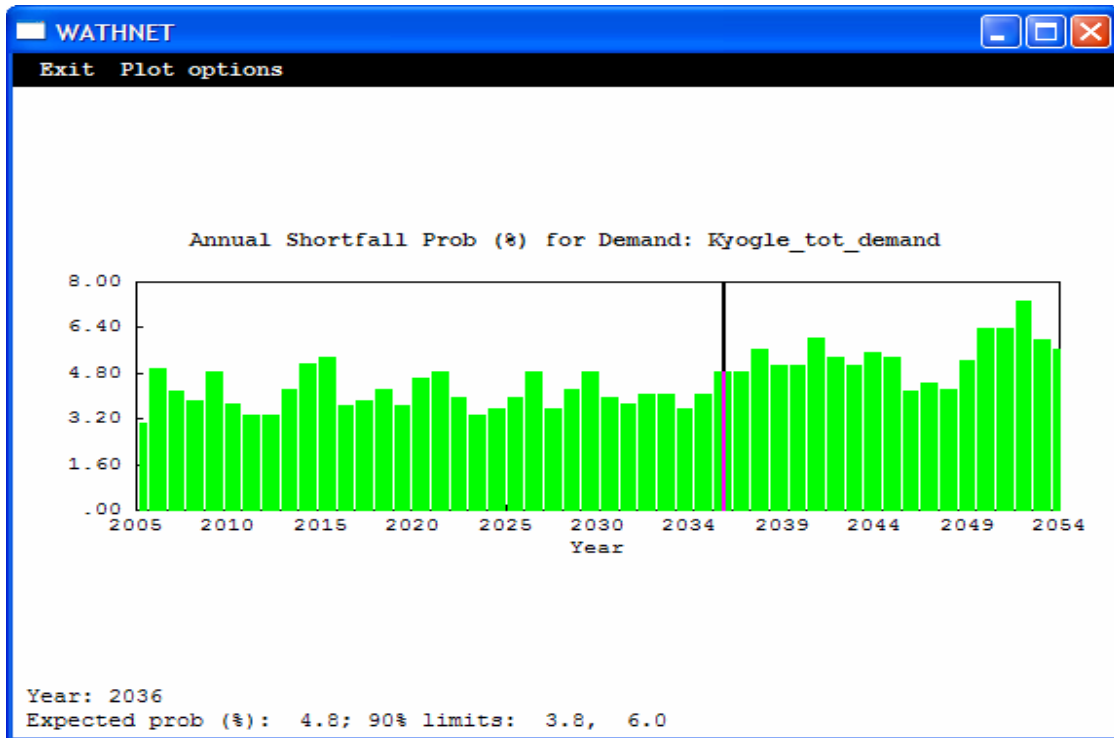 WATHNET
Exit Plot options
Annual Shortfall Prob (%) for Demand: Kyogle_tot_demand
8.00
6.40
4.80
3.20
1.60
.00
2005 2010 2015 2020 2025 2030 2034 2039 2044 2049 2054
Year
Year: 2036
Expected prob (%): 4.8; 90% limits: 3.8, 6.0